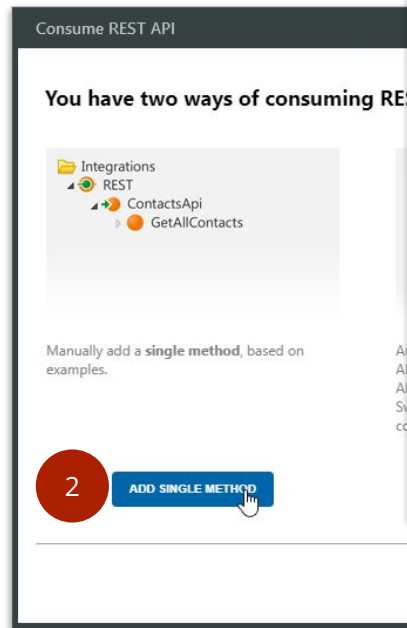 Consume REST API
You have two ways of consuming RE
Integrations
REST
ContactsApi
GetAllContacts
Manually add a single method, based on
examples.
2
ADD SINGLE METHOD